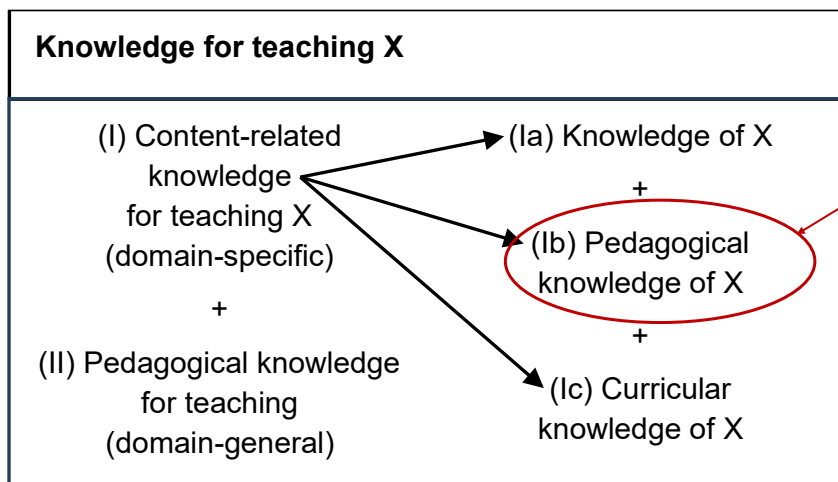 Knowledge for teaching X
(I) Content-related
knowledge
for teaching X
(domain-specific)
+
(II) Pedagogical knowledge
for teaching
(domain-general)
(Ia) Knowledge of X
+
(Ib) Pedagogical
knowledge of X
+
(Ic) Curricular
knowledge of X